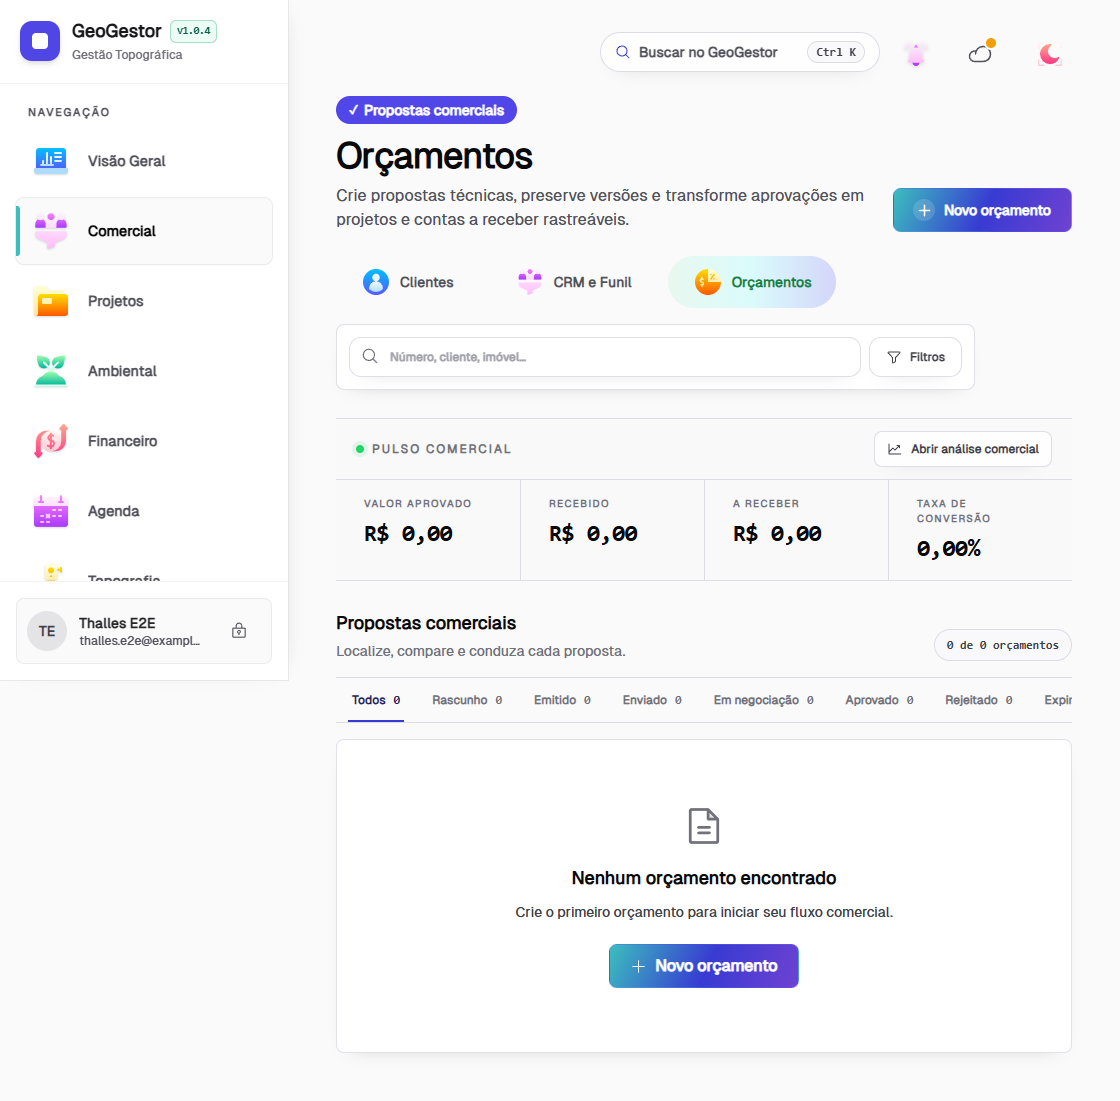 GeoGestor v1.0.4
Gestão Topográfica
Buscar no GeoGestor Ctrl K
NAVEGAÇÃO
Visão Geral
Comercial
Projetos
Ambiental
Financeiro
Agenda
Topografia
TE
Thalles E2E
thalles.e2e@exampl...
✓ Propostas comerciais
Orçamentos
Crie propostas técnicas, preserve versões e transforme aprovações em
projetos e contas a receber rastreáveis.
Novo orçamento
Clientes
CRM e Funil
Orçamentos
Número, cliente, imóvel...
Filtros
PULSO COMERCIAL
Abrir análise comercial
VALOR APROVADO
R$ 0,00
RECEBIDO
R$ 0,00
A RECEBER
R$ 0,00
TAXA DE
CONVERSÃO
0,00%
Propostas comerciais
Localize, compare e conduza cada proposta.
0 de 0 orçamentos
Todos 0 Rascunho 0 Emitido 0 Enviado 0 Em negociação 0 Aprovado 0 Rejeitado 0 Expir
Nenhum orçamento encontrado
Crie o primeiro orçamento para iniciar seu fluxo comercial.
Novo orçamento